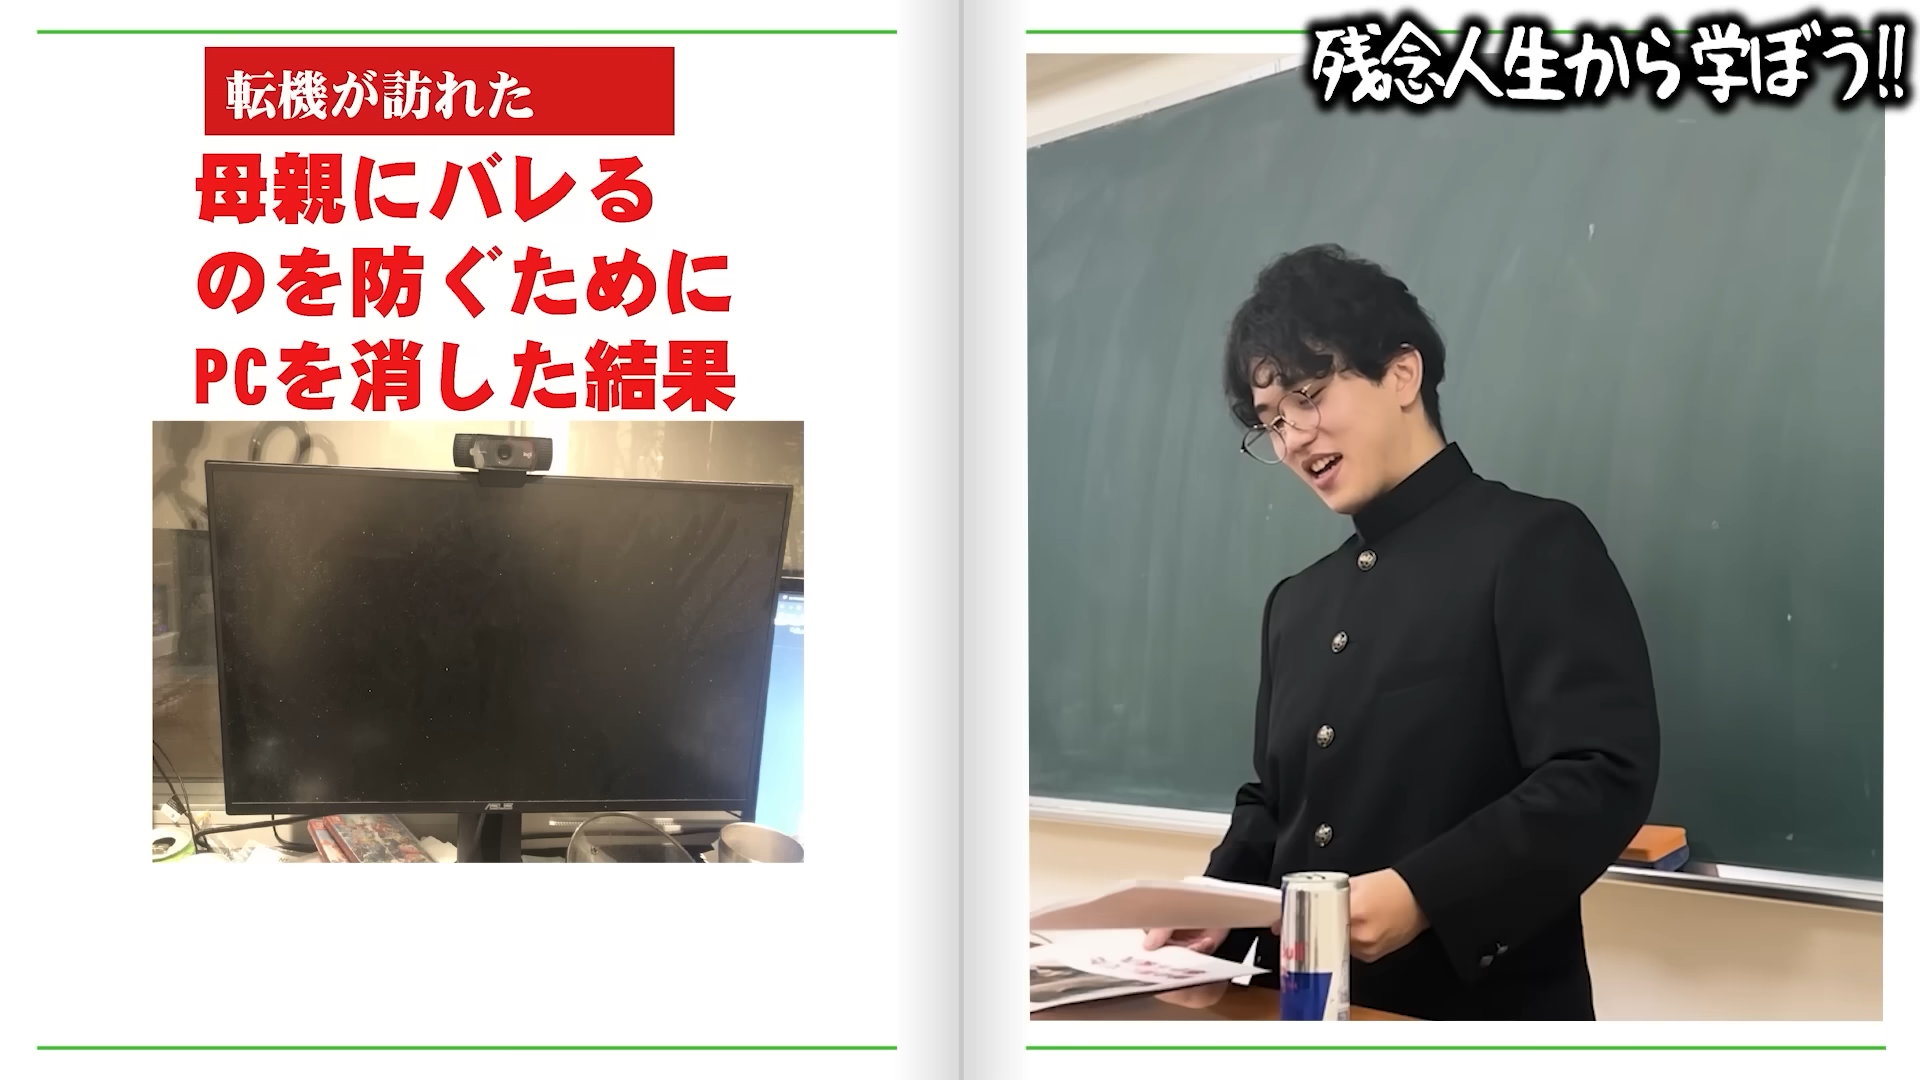 残念人生から学ぼう!!
転機が訪れた
母親にバレる
のを防ぐために
PCを消した結果